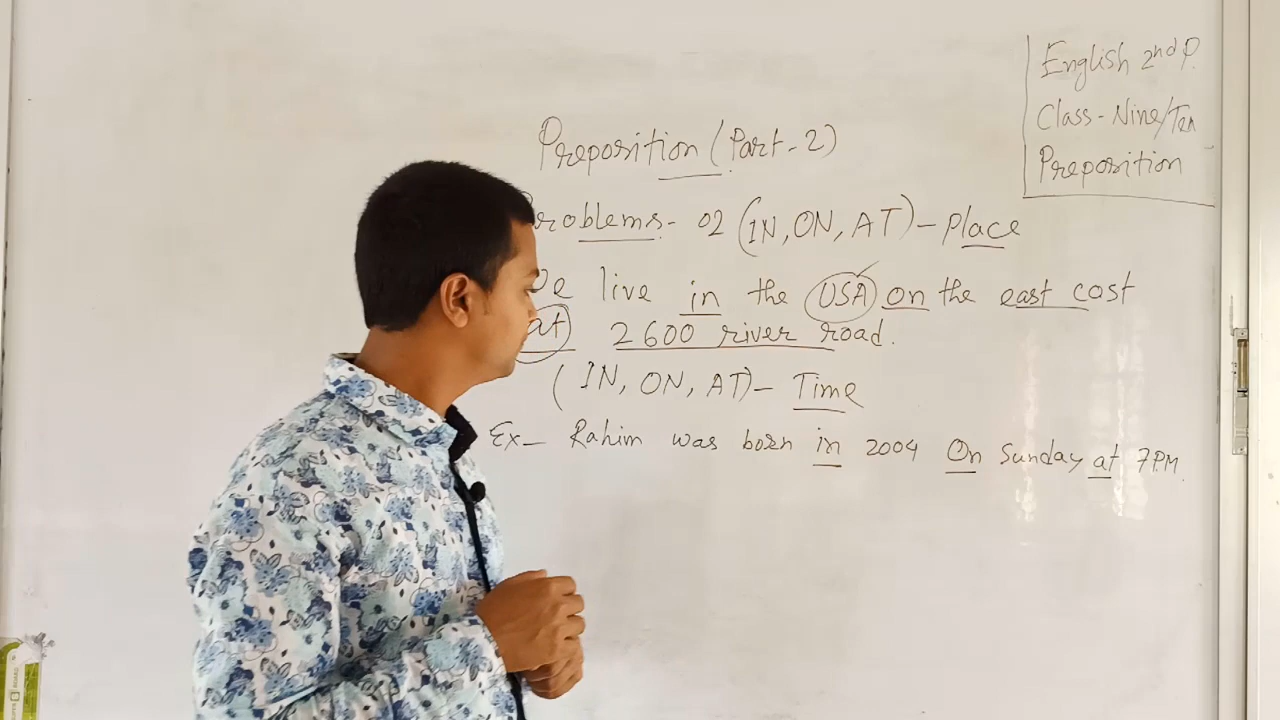 English 2nd P.
Class-Nine/Ten
Preposition
Preposition (Part-2)
roblems- 02 (IN, ON, AT)- Place
e live in the USA on the east cost
at 2600 river road.
(IN, ON, AT)- Time
Ex- Rahim was born in 2004 On Sunday at 7PM.